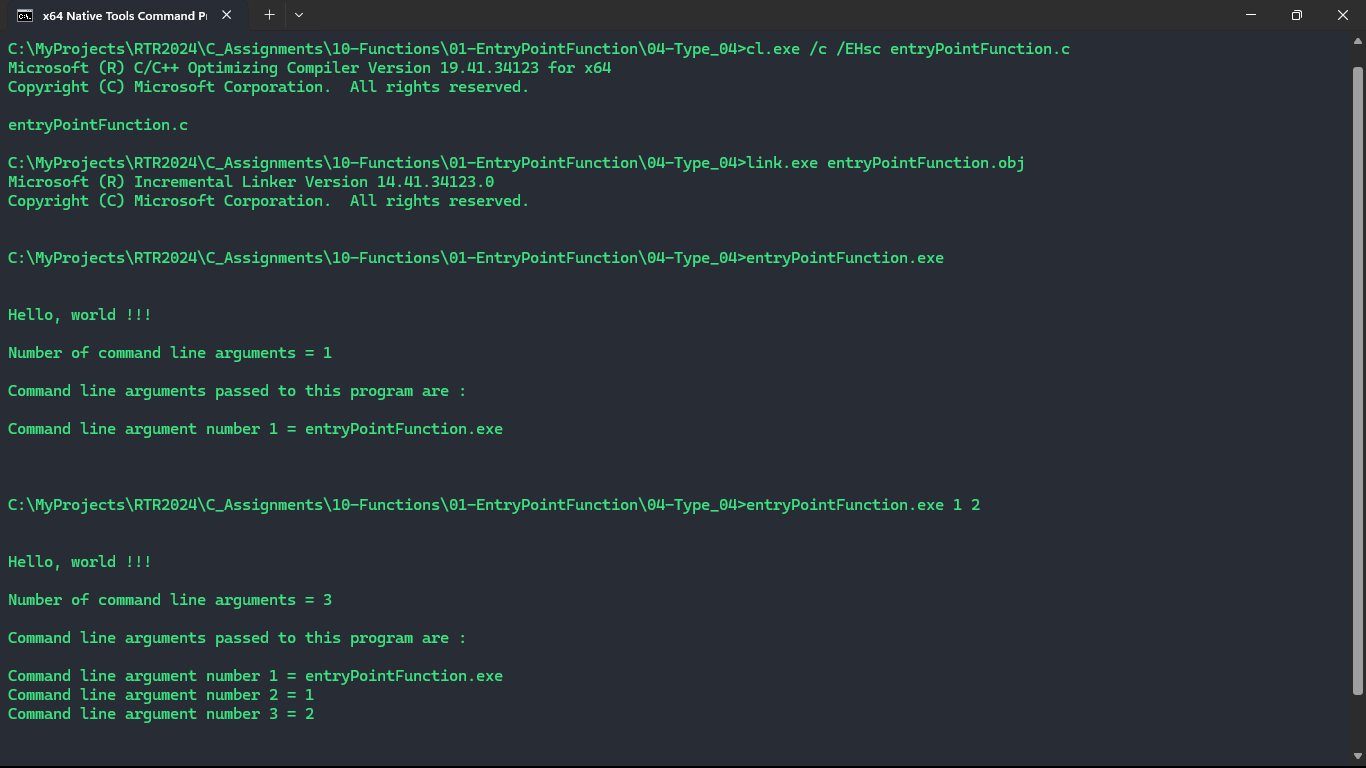 x64 Native Tools Command Pr
C:\MyProjects\RTR2024\C_Assignments\10-Functions\01-EntryPointFunction\04-Type_04>cl.exe /c /EHsc entryPointFunction.c
Microsoft (R) C/C++ Optimizing Compiler Version 19.41.34123 for x64
Copyright (C) Microsoft Corporation.  All rights reserved.
entryPointFunction.c
C:\MyProjects\RTR2024\C_Assignments\10-Functions\01-EntryPointFunction\04-Type_04>link.exe entryPointFunction.obj
Microsoft (R) Incremental Linker Version 14.41.34123.0
Copyright (C) Microsoft Corporation.  All rights reserved.
C:\MyProjects\RTR2024\C_Assignments\10-Functions\01-EntryPointFunction\04-Type_04>entryPointFunction.exe
Hello, world !!!
Number of command line arguments = 1
Command line arguments passed to this program are :
Command line argument number 1 = entryPointFunction.exe
C:\MyProjects\RTR2024\C_Assignments\10-Functions\01-EntryPointFunction\04-Type_04>entryPointFunction.exe 1 2
Hello, world !!!
Number of command line arguments = 3
Command line arguments passed to this program are :
Command line argument number 1 = entryPointFunction.exe
Command line argument number 2 = 1
Command line argument number 3 = 2